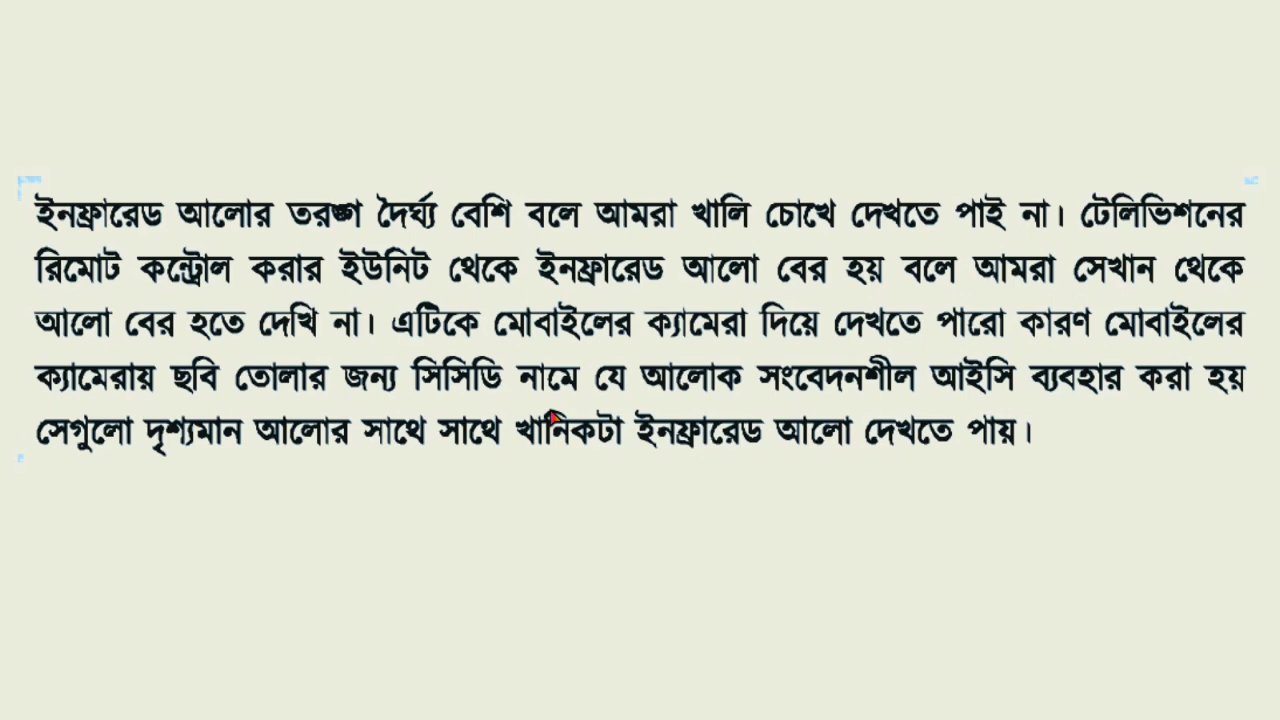 ইনফ্রারেড আলোর তরঙ্গ দৈর্ঘ্য বেশি বলে আমরা খালি চোখে দেখতে পাই না। টেলিভিশনের
রিমোট কন্ট্রোল করার ইউনিট থেকে ইনফ্রারেড আলো বের হয় বলে আমরা সেখান থেকে
আলো বের হতে দেখি না। এটিকে মোবাইলের ক্যামেরা দিয়ে দেখতে পারো কারণ মোবাইলের
ক্যামেরায় ছবি তোলার জন্য সিসিডি নামে যে আলোক সংবেদনশীল আইসি ব্যবহার করা হয়
সেগুলো দৃশ্যমান আলোর সাথে সাথে খানিকটা ইনফ্রারেড আলো দেখতে পায়।